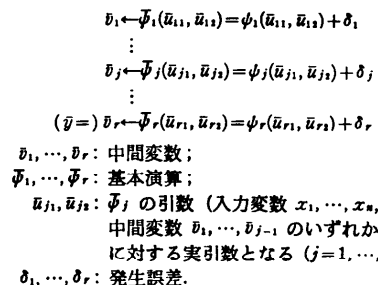 v̄₁←ψ̄₁(ū₁₁, ū₁₂)=ψ₁(ū₁₁, ū₁₂)+δ₁
⋮
v̄ⱼ←ψ̄ⱼ(ūⱼ₁, ūⱼ₂)=ψⱼ(ūⱼ₁, ūⱼ₂)+δⱼ
⋮
(ȳ=) v̄ᵣ←ψ̄ᵣ(ūᵣ₁, ūᵣ₂)=ψᵣ(ūᵣ₁, ūᵣ₂)+δᵣ
v̄₁, ⋯, v̄ᵣ: 中間変数;
ψ̄₁, ⋯, ψ̄ᵣ: 基本演算;
ūⱼ₁, ūⱼ₂: ψ̄ⱼ の引数 (入力変数 x₁, ⋯, xₙ,
中間変数 v̄₁, ⋯, v̄ⱼ₋₁ のいずれか
に対する実引数となる (j=1, ⋯,
δ₁, ⋯, δᵣ: 発生誤差.